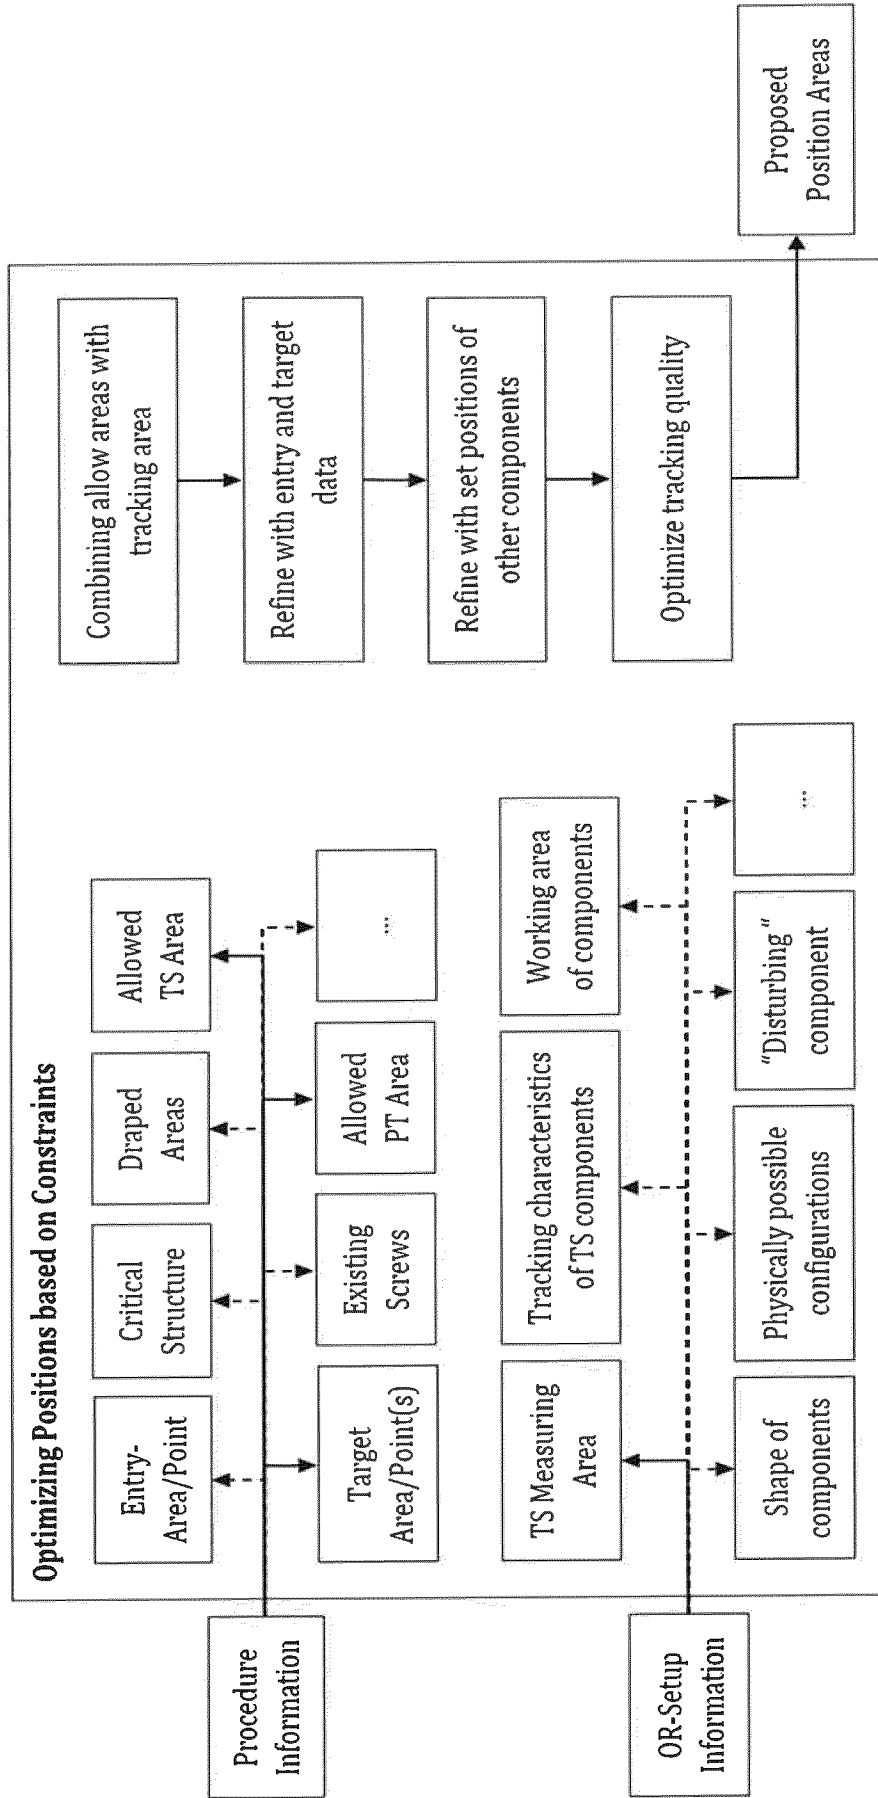 Optimizing Positions based on Constraints
Procedure
Information
Entry-
Area/Point
Critical
Structure
Draped
Areas
Allowed
TS Area
Target
Area/Point(s)
Existing
Screws
Allowed
PT Area
...
OR-Setup
Information
TS Measuring
Area
Tracking characteristics
of TS components
Working area
of components
Shape of
components
Physically possible
configurations
“Disturbing“
component
...
Combining allow areas with
tracking area
Refine with entry and target
data
Refine with set positions of
other components
Optimize tracking quality
Proposed
Position Areas